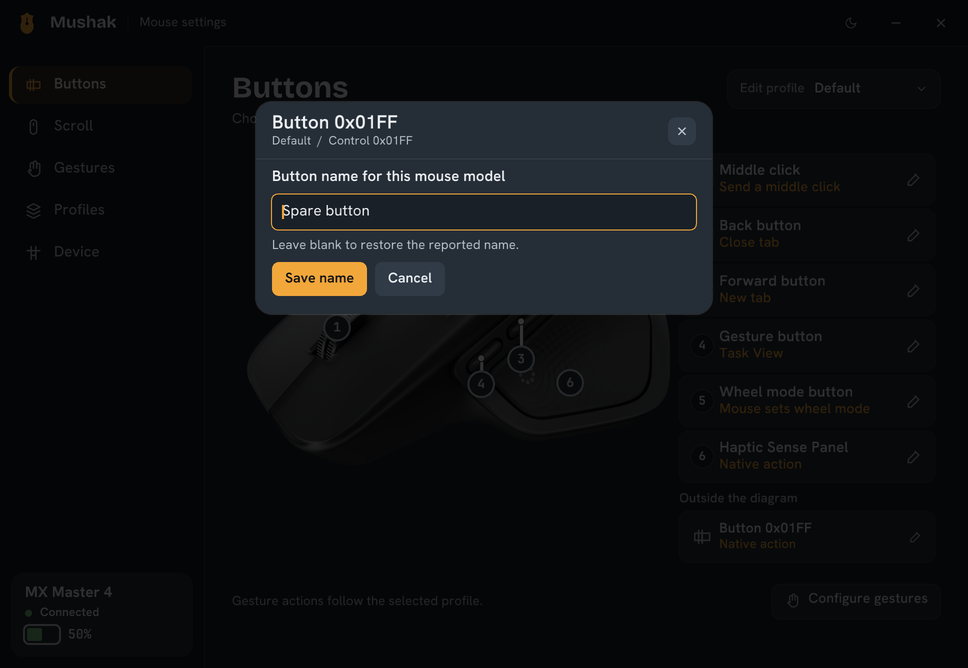 Mushak
Mouse settings
Buttons
Scroll
Gestures
Profiles
Device
MX Master 4
Connected
50%
Buttons
Edit profile Default
Button 0x01FF
Default / Control 0x01FF
Button name for this mouse model
Spare button
Leave blank to restore the reported name.
Save name
Cancel
1
3
4
6
Middle click
Send a middle click
Back button
Close tab
Forward button
New tab
4
Gesture button
Task View
5
Wheel mode button
Mouse sets wheel mode
6
Haptic Sense Panel
Native action
Outside the diagram
Button 0x01FF
Native action
Gesture actions follow the selected profile.
Configure gestures